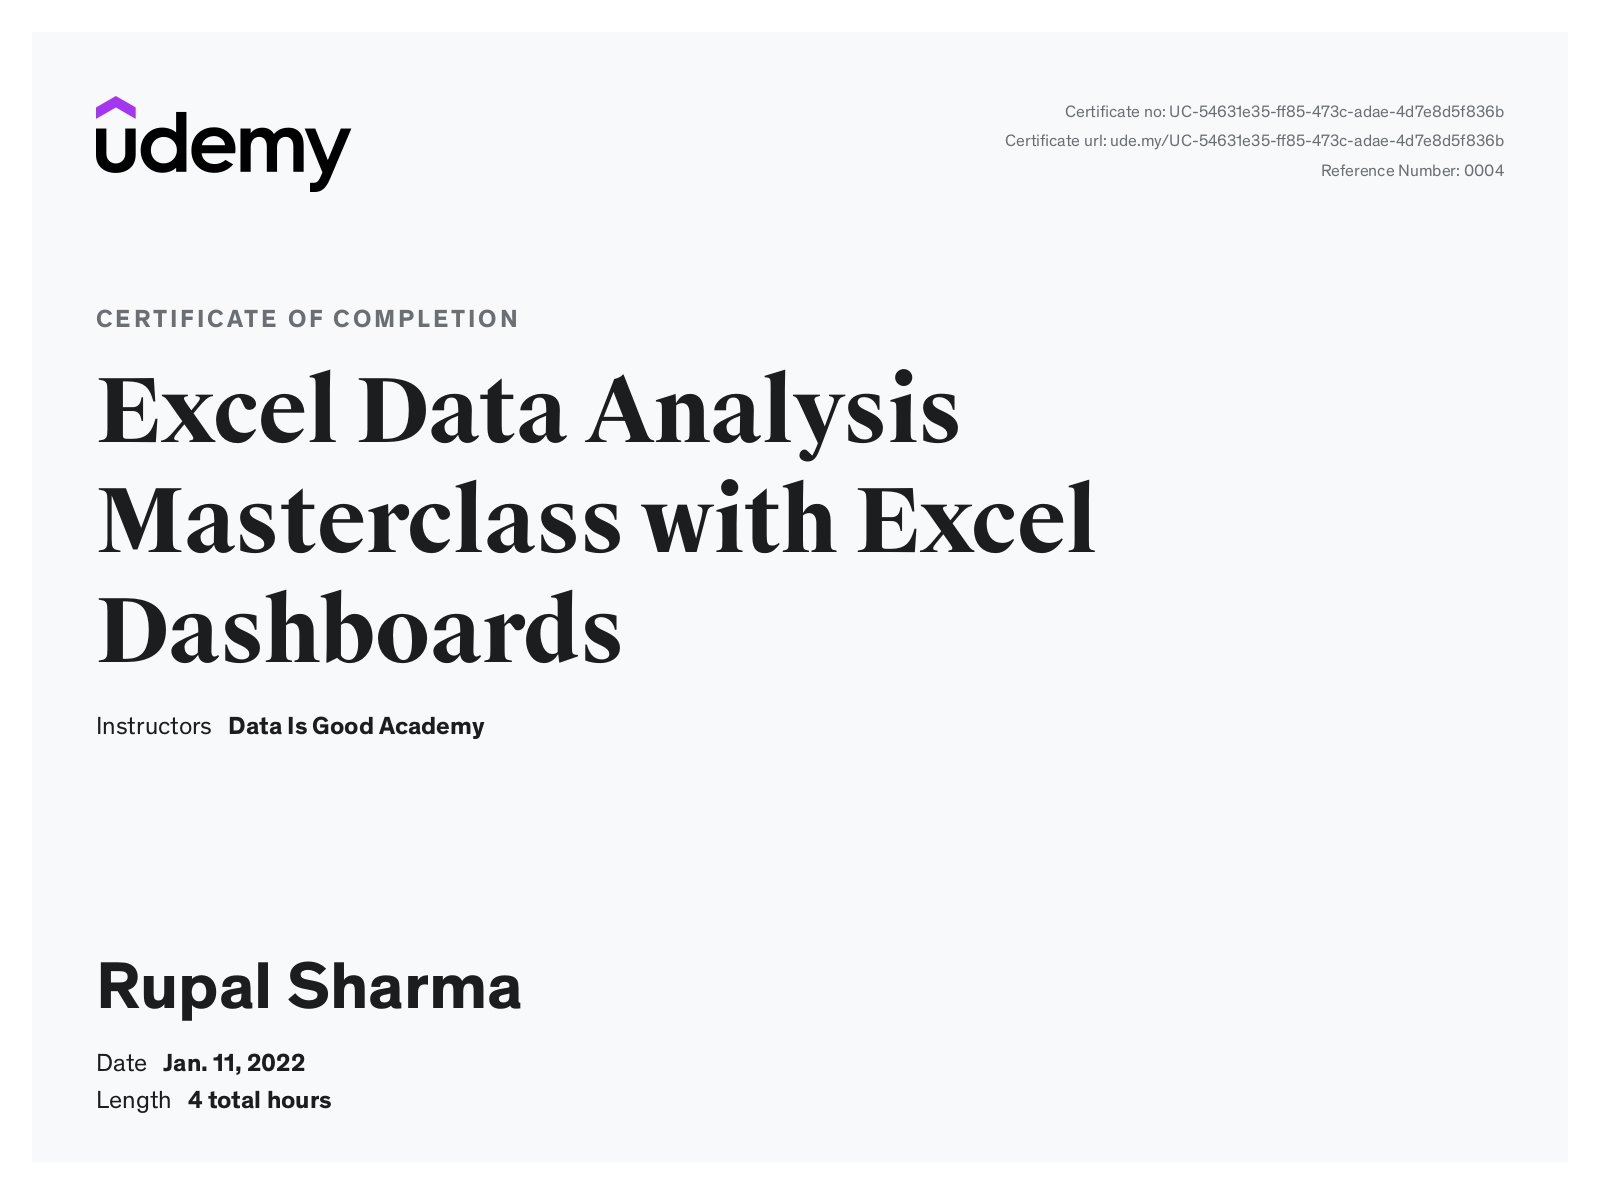 udemy
Certificate no: UC-54631e35-ff85-473c-adae-4d7e8d5f836b
Certificate url: ude.my/UC-54631e35-ff85-473c-adae-4d7e8d5f836b
Reference Number: 0004
CERTIFICATE OF COMPLETION
Excel Data Analysis
Masterclass with Excel
Dashboards
Instructors Data Is Good Academy
Rupal Sharma
Date Jan. 11, 2022
Length 4 total hours